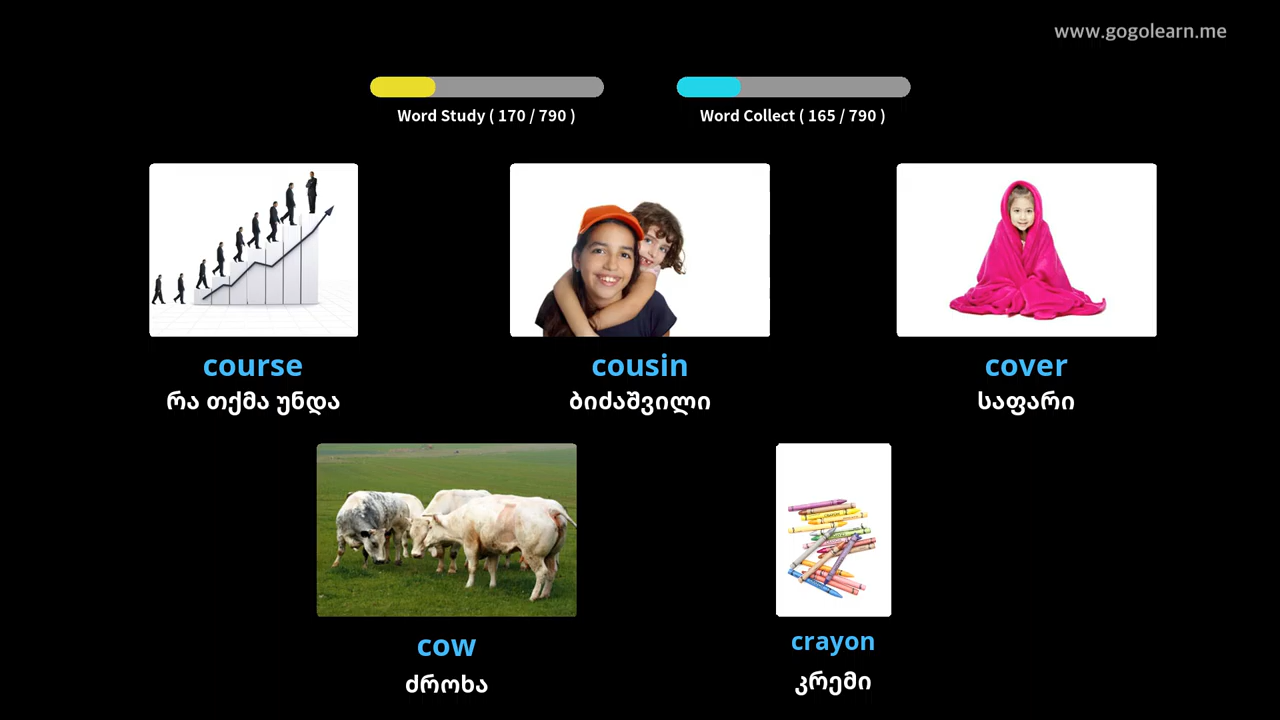 www.gogolearn.me
Word Study ( 170 / 790 )
Word Collect ( 165 / 790 )
course
რა თქმა უნდა
cousin
ბიძაშვილი
cover
საფარი
cow
ძროხა
crayon
კრემი